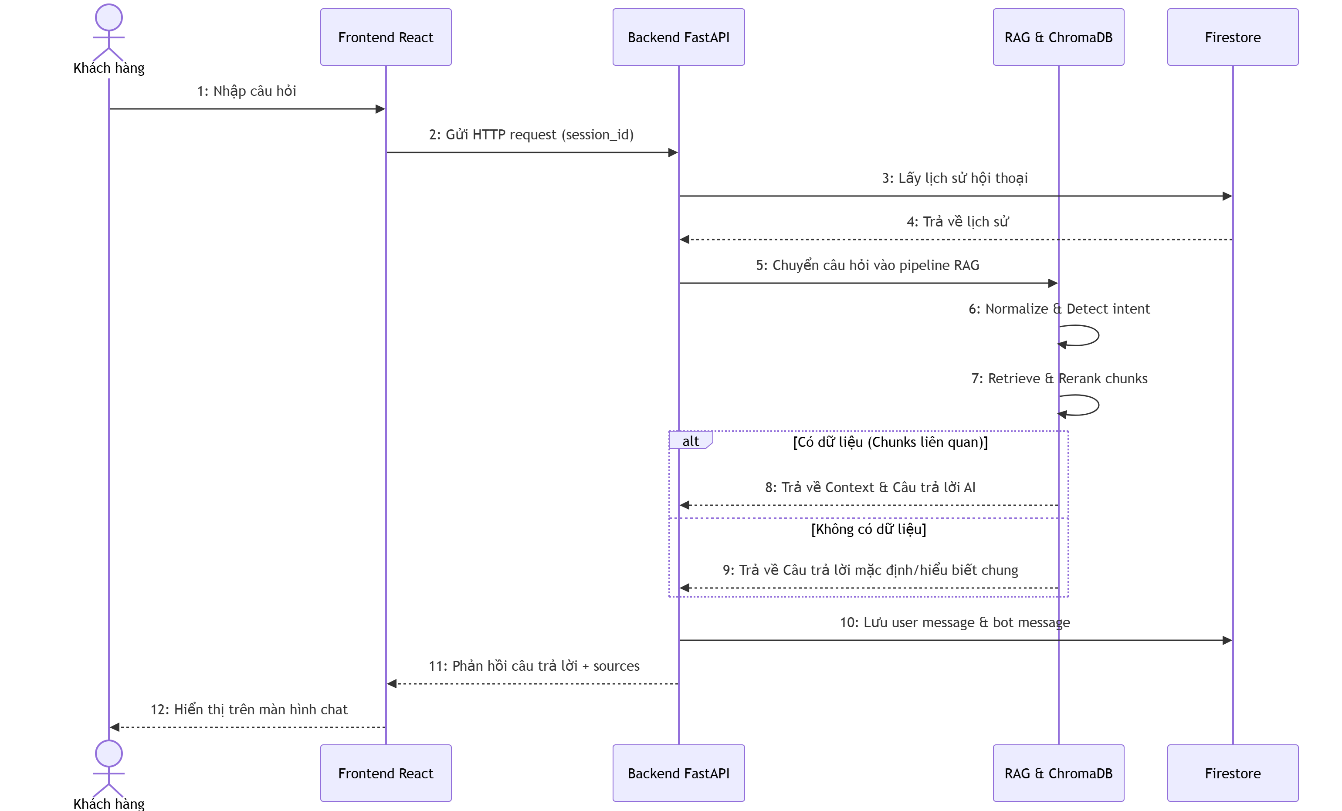 Khách hàng
Frontend React
Backend FastAPI
RAG & ChromaDB
Firestore
1: Nhập câu hỏi
2: Gửi HTTP request (session_id)
3: Lấy lịch sử hội thoại
4: Trả về lịch sử
5: Chuyển câu hỏi vào pipeline RAG
6: Normalize & Detect intent
7: Retrieve & Rerank chunks
alt
[Có dữ liệu (Chunks liên quan)]
8: Trả về Context & Câu trả lời AI
[Không có dữ liệu]
9: Trả về Câu trả lời mặc định/hiểu biết chung
10: Lưu user message & bot message
11: Phản hồi câu trả lời + sources
12: Hiển thị trên màn hình chat
Khách hàng
Frontend React
Backend FastAPI
RAG & ChromaDB
Firestore